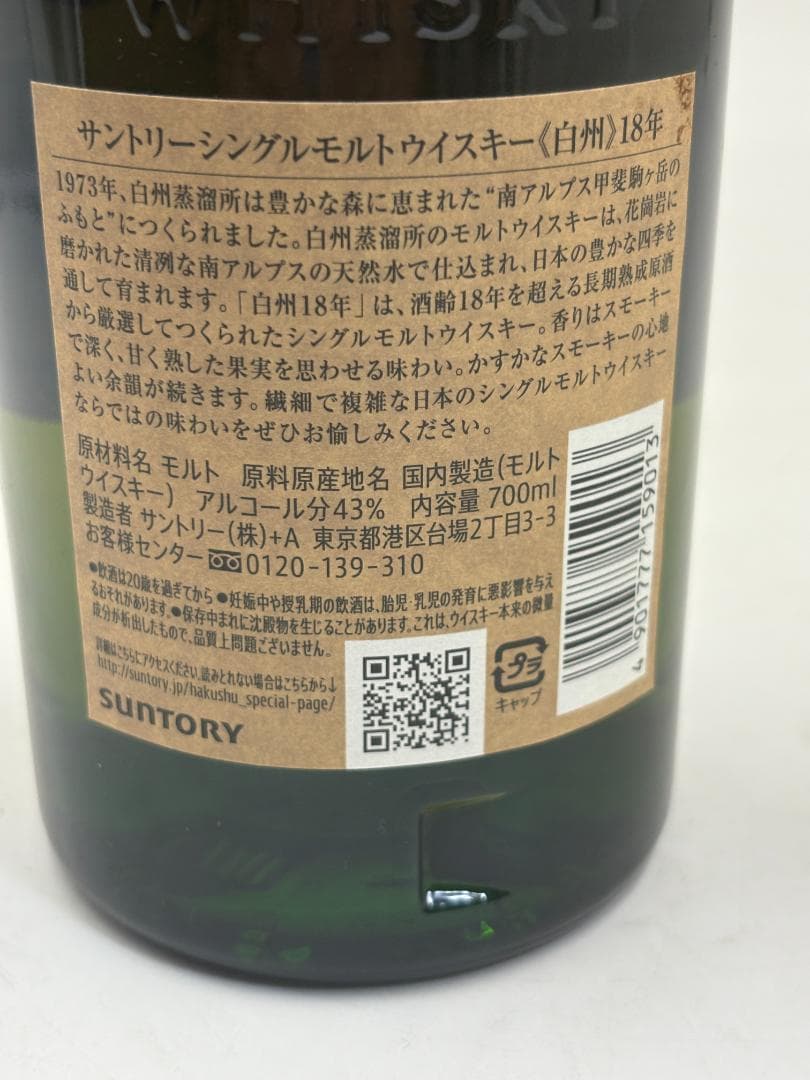 WHISKY
サントリーシングルモルトウイスキー《白州》18年
1973年、白州蒸溜所は豊かな森に恵まれた“南アルプス甲斐駒ヶ岳の
ふもと”につくられました。白州蒸溜所のモルトウイスキーは、花崗岩に
磨かれた清冽な南アルプスの天然水で仕込まれ、日本の豊かな四季を
通して育まれます。「白州18年」は、酒齢18年を超える長期熟成原酒
から厳選してつくられたシングルモルトウイスキー。香りはスモーキー
で深く、甘く熟した果実を思わせる味わい。かすかなスモーキーの心地
よい余韻が続きます。繊細で複雑な日本のシングルモルトウイスキー
ならではの味わいをぜひお愉しみください。
原材料名 モルト 原料原産地名 国内製造(モルト
ウイスキー) アルコール分43% 内容量 700ml
製造者 サントリー(株)+A 東京都港区台場2丁目3-3
お客様センター 0120-139-310
●飲酒は20歳を過ぎてから ●妊娠中や授乳期の飲酒は、胎児・乳児の発育に悪影響を与え
るおそれがあります。●保存中まれに沈殿物を生じることがあります。これは、ウイスキー本来の微量
成分が析出したもので、品質上問題ございません。
詳細はこちらにアクセスください。読みとれない場合はこちらから↓
http://suntory.jp/hakushu_special-page/
SUNTORY
プラ
キャップ
4901777159013